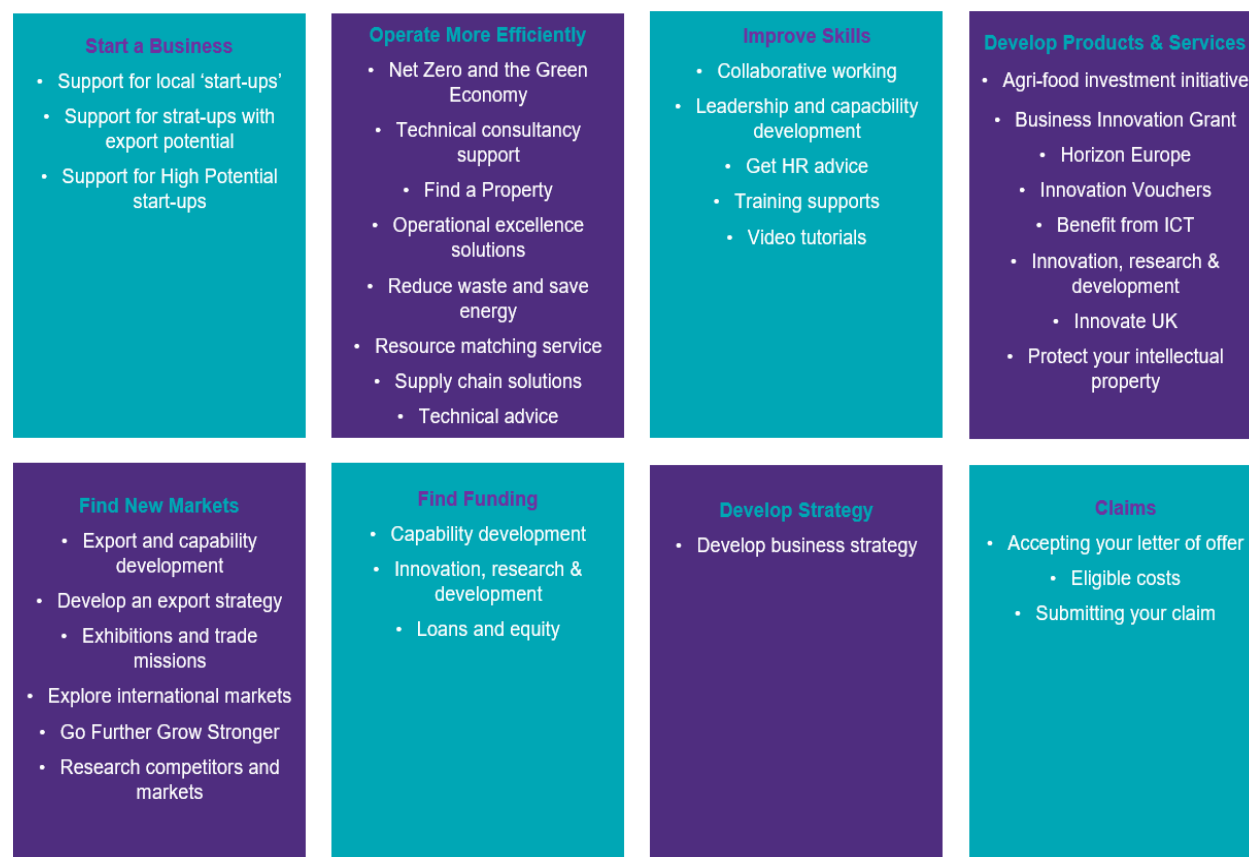 Start a Business
• Support for local ‘start-ups’
• Support for strat-ups with
export potential
• Support for High Potential
start-ups
Operate More Efficiently
• Net Zero and the Green
Economy
• Technical consultancy
support
• Find a Property
• Operational excellence
solutions
• Reduce waste and save
energy
• Resource matching service
• Supply chain solutions
• Technical advice
Improve Skills
• Collaborative working
• Leadership and capacbility
development
• Get HR advice
• Training supports
• Video tutorials
Develop Products & Services
• Agri-food investment initiative
• Business Innovation Grant
• Horizon Europe
• Innovation Vouchers
• Benefit from ICT
• Innovation, research &
development
• Innovate UK
• Protect your intellectual
property
Find New Markets
• Export and capability
development
• Develop an export strategy
• Exhibitions and trade
missions
• Explore international markets
• Go Further Grow Stronger
• Research competitors and
markets
Find Funding
• Capability development
• Innovation, research &
development
• Loans and equity
Develop Strategy
• Develop business strategy
Claims
• Accepting your letter of offer
• Eligible costs
• Submitting your claim